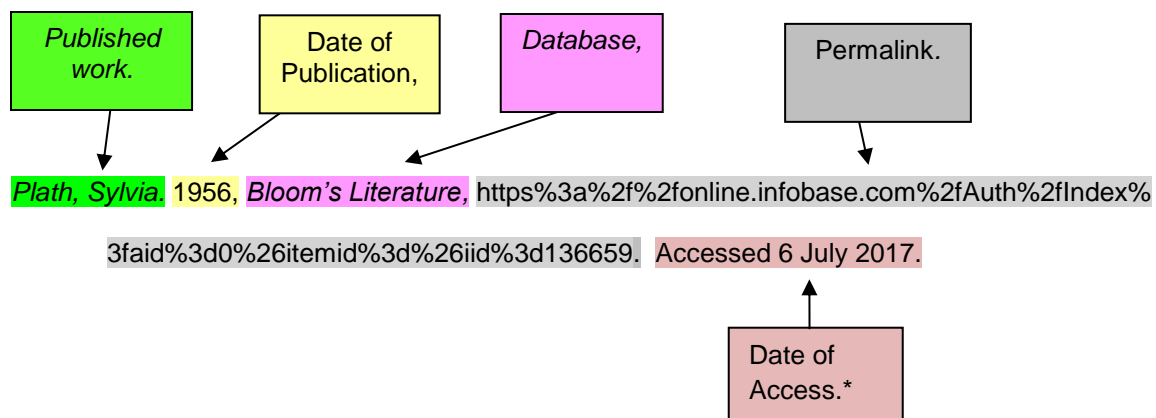 Published
work.
Date of
Publication,
Database,
Permalink.
Plath, Sylvia. 1956, Bloom’s Literature, https%3a%2f%2fonline.infobase.com%2fAuth%2fIndex%
3faid%3d0%26itemid%3d%26iid%3d136659. Accessed 6 July 2017.
Date of
Access.*